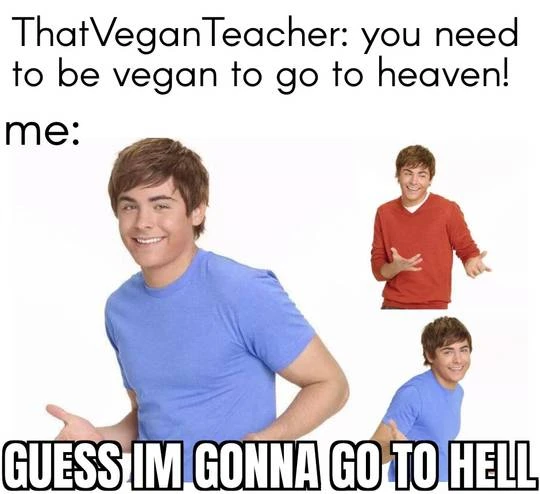 ThatVeganTeacher: you need
to be vegan to go to heaven!
me:
GUESS IM GONNA GO TO HELL